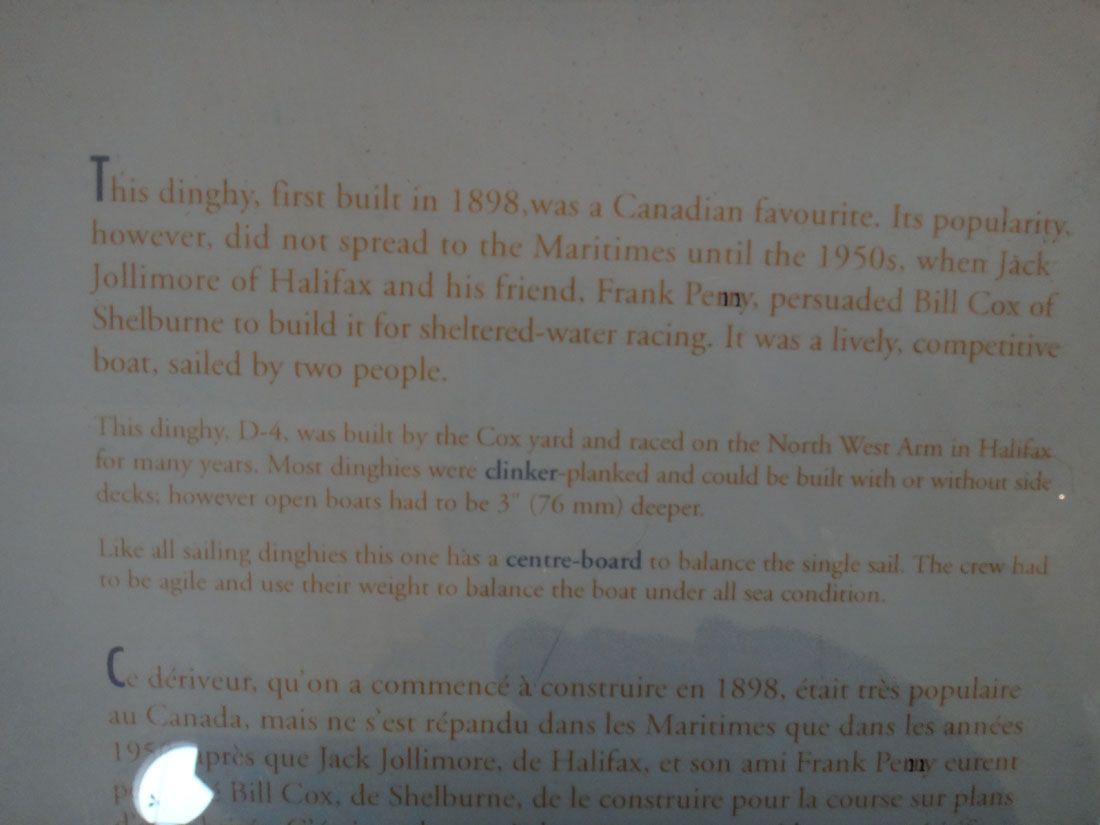 This dinghy, first built in 1898,was a Canadian favourite. Its popularity,
however, did not spread to the Maritimes until the 1950s, when Jack
Jollimore of Halifax and his friend, Frank Penny, persuaded Bill Cox of
Shelburne to build it for sheltered-water racing. It was a lively, competitive
boat, sailed by two people.
This dinghy, D-4, was built by the Cox yard and raced on the North West Arm in Halifax
for many years. Most dinghies were clinker-planked and could be built with or without side
decks; however open boats had to be 3" (76 mm) deeper.
Like all sailing dinghies this one has a centre-board to balance the single sail. The crew had
to be agile and use their weight to balance the boat under all sea condition.
Ce dériveur, qu'on a commencé à construire en 1898, était très populaire
au Canada, mais ne s'est répandu dans les Maritimes que dans les années
que Jack Jollimore, de Halifax, et son ami Frank Penny eurent
Bill Cox, de Shelburne, de le construire pour la course sur plans